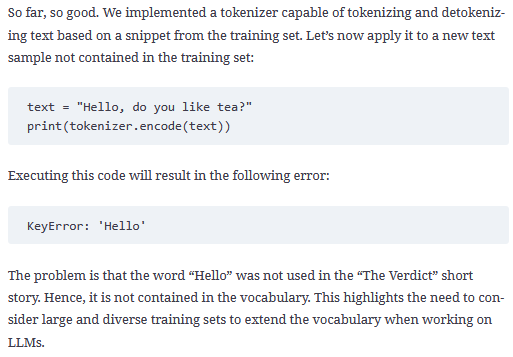 So far, so good. We implemented a tokenizer capable of tokenizing and detokeniz-
ing text based on a snippet from the training set. Let’s now apply it to a new text
sample not contained in the training set:
text = "Hello, do you like tea?"
print(tokenizer.encode(text))
Executing this code will result in the following error:
KeyError: 'Hello'
The problem is that the word “Hello” was not used in the “The Verdict” short
story. Hence, it is not contained in the vocabulary. This highlights the need to con-
sider large and diverse training sets to extend the vocabulary when working on
LLMs.